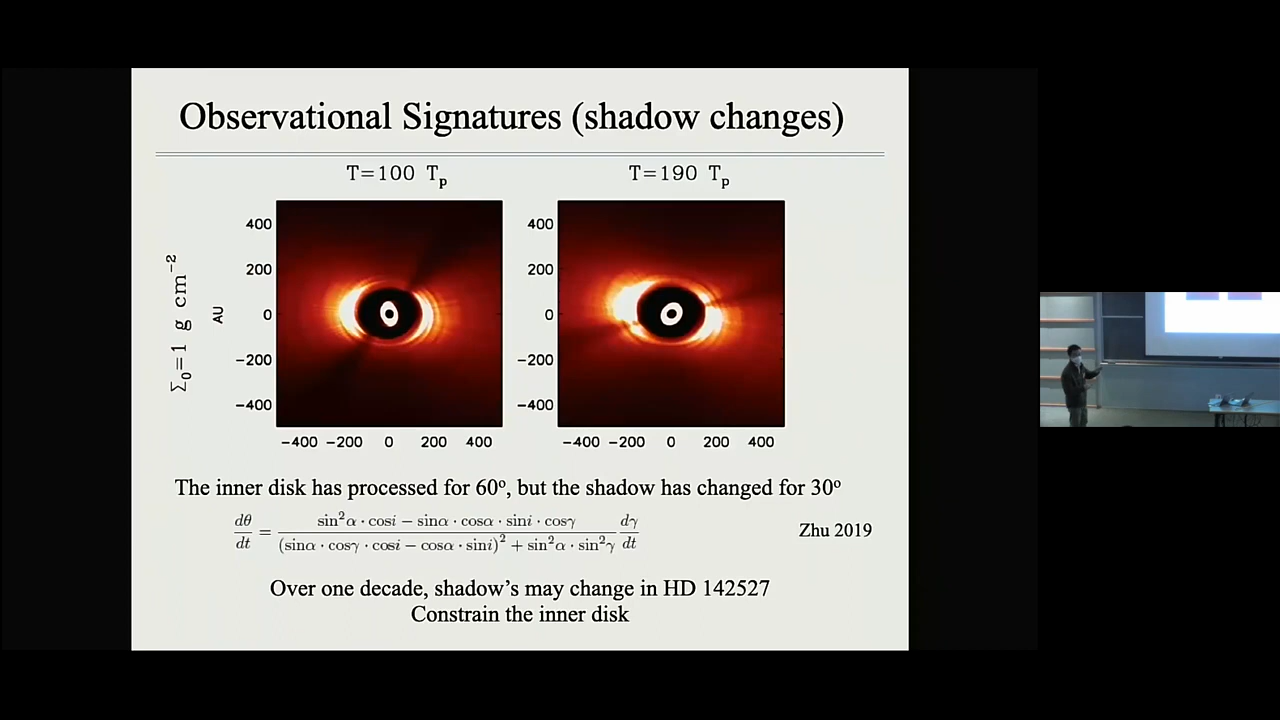 Observational Signatures (shadow changes)
T=100 Tp
T=190 Tp
Σ₀=1 g cm⁻²
AU
400
200
0
−200
−400
−400 −200 0 200 400
400
200
0
−200
−400
−400 −200 0 200 400
The inner disk has processed for 60º, but the shadow has changed for 30º
dθ/dt = (sin²α · cosi − sinα · cosα · sini · cosγ)/((sinα · cosγ · cosi − cosα · sini)² + sin²α · sin²γ) dγ/dt
Zhu 2019
Over one decade, shadow’s may change in HD 142527
Constrain the inner disk